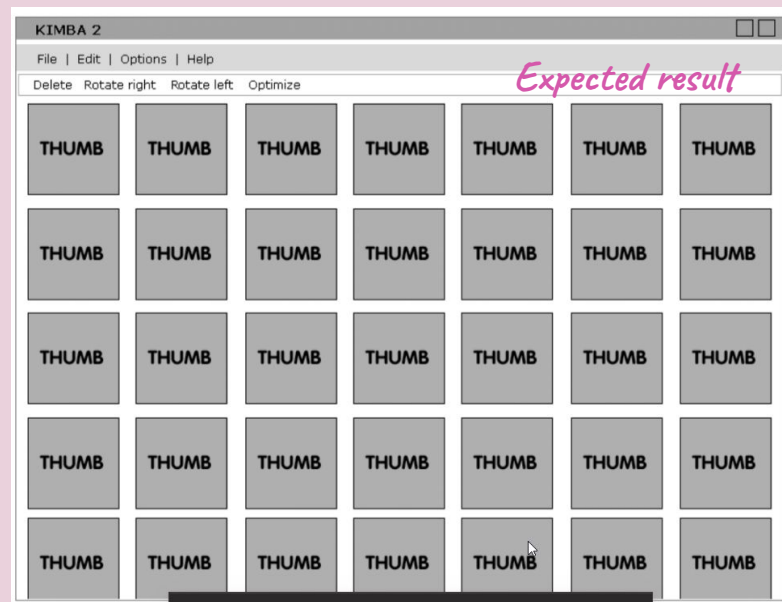 KIMBA 2
File | Edit | Options | Help
Expected result
Delete Rotate right Rotate left Optimize
THUMB THUMB THUMB THUMB THUMB THUMB THUMB
THUMB THUMB THUMB THUMB THUMB THUMB THUMB
THUMB THUMB THUMB THUMB THUMB THUMB THUMB
THUMB THUMB THUMB THUMB THUMB THUMB THUMB
THUMB THUMB THUMB THUMB THUMB THUMB THUMB